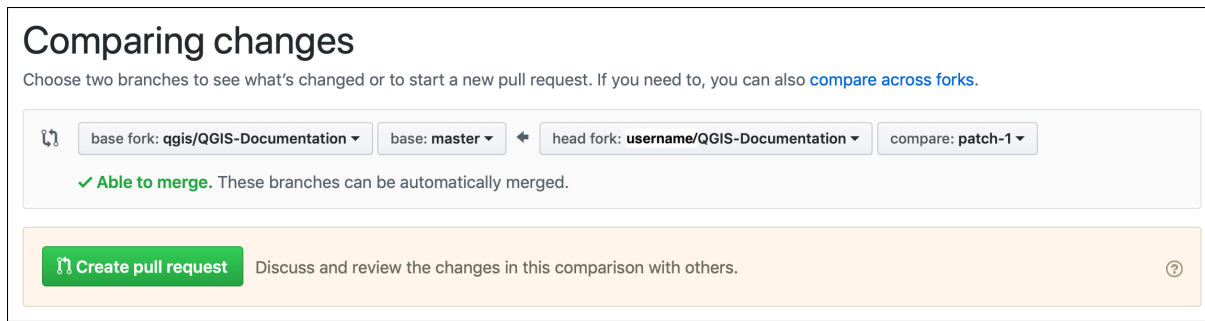 Comparing changes
Choose two branches to see what's changed or to start a new pull request. If you need to, you can also compare across forks.
base fork: qgis/QGIS-Documentation base: master head fork: username/QGIS-Documentation compare: patch-1
Able to merge. These branches can be automatically merged.
Create pull request Discuss and review the changes in this comparison with others.